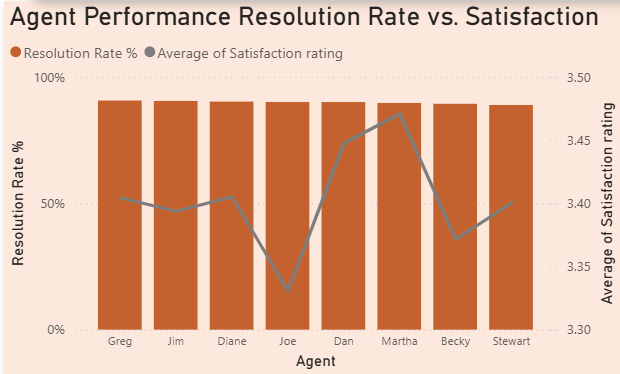 Agent Performance Resolution Rate vs. Satisfaction
Resolution Rate % Average of Satisfaction rating
100% 3.50
3.45
50% 3.40
3.35
0% 3.30
Resolution Rate %
Average of Satisfaction rating
Greg Jim Diane Joe Dan Martha Becky Stewart
Agent